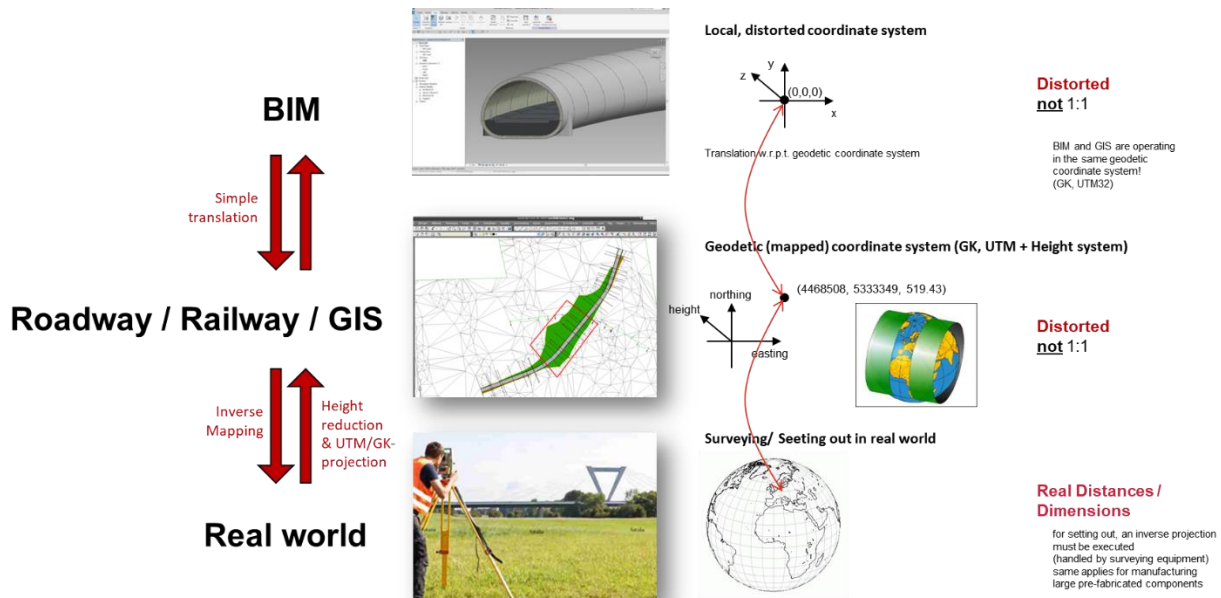 BIM
Simple
translation
Roadway / Railway / GIS
Inverse
Mapping
Height
reduction
& UTM/GK-
projection
Real world
Local, distorted coordinate system
y
z
(0,0,0)
x
Translation w.r.p.t. geodetic coordinate system
Distorted
not 1:1
BIM and GIS are operating
in the same geodetic
coordinate system!
(GK, UTM32)
Geodetic (mapped) coordinate system (GK, UTM + Height system)
(4468508, 5333349, 519.43)
northing
height
easting
Distorted
not 1:1
Surveying/ Seeting out in real world
Real Distances /
Dimensions
for setting out, an inverse projection
must be executed
(handled by surveying equipment)
same applies for manufacturing
large pre-fabricated components